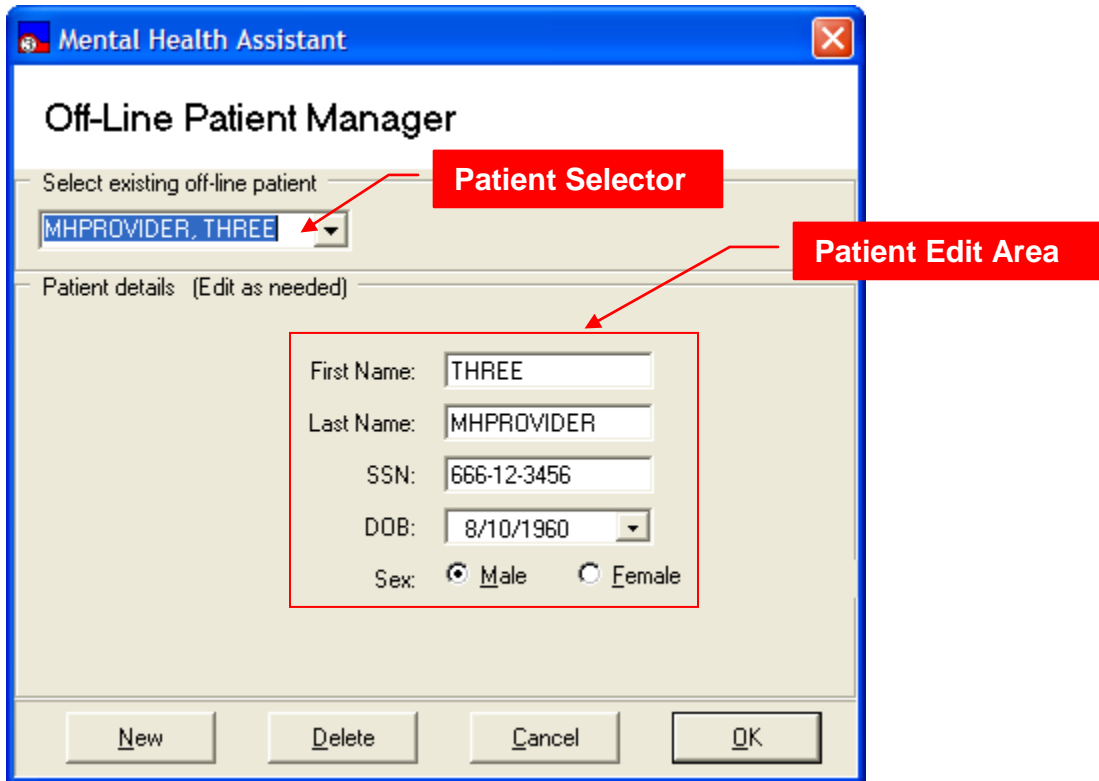 Mental Health Assistant
Off-Line Patient Manager
Select existing off-line patient
Patient Selector
MHPROVIDER, THREE
Patient Edit Area
Patient details (Edit as needed)
First Name: THREE
Last Name: MHPROVIDER
SSN: 666-12-3456
DOB: 8/10/1960
Sex: Male Female
New Delete Cancel OK